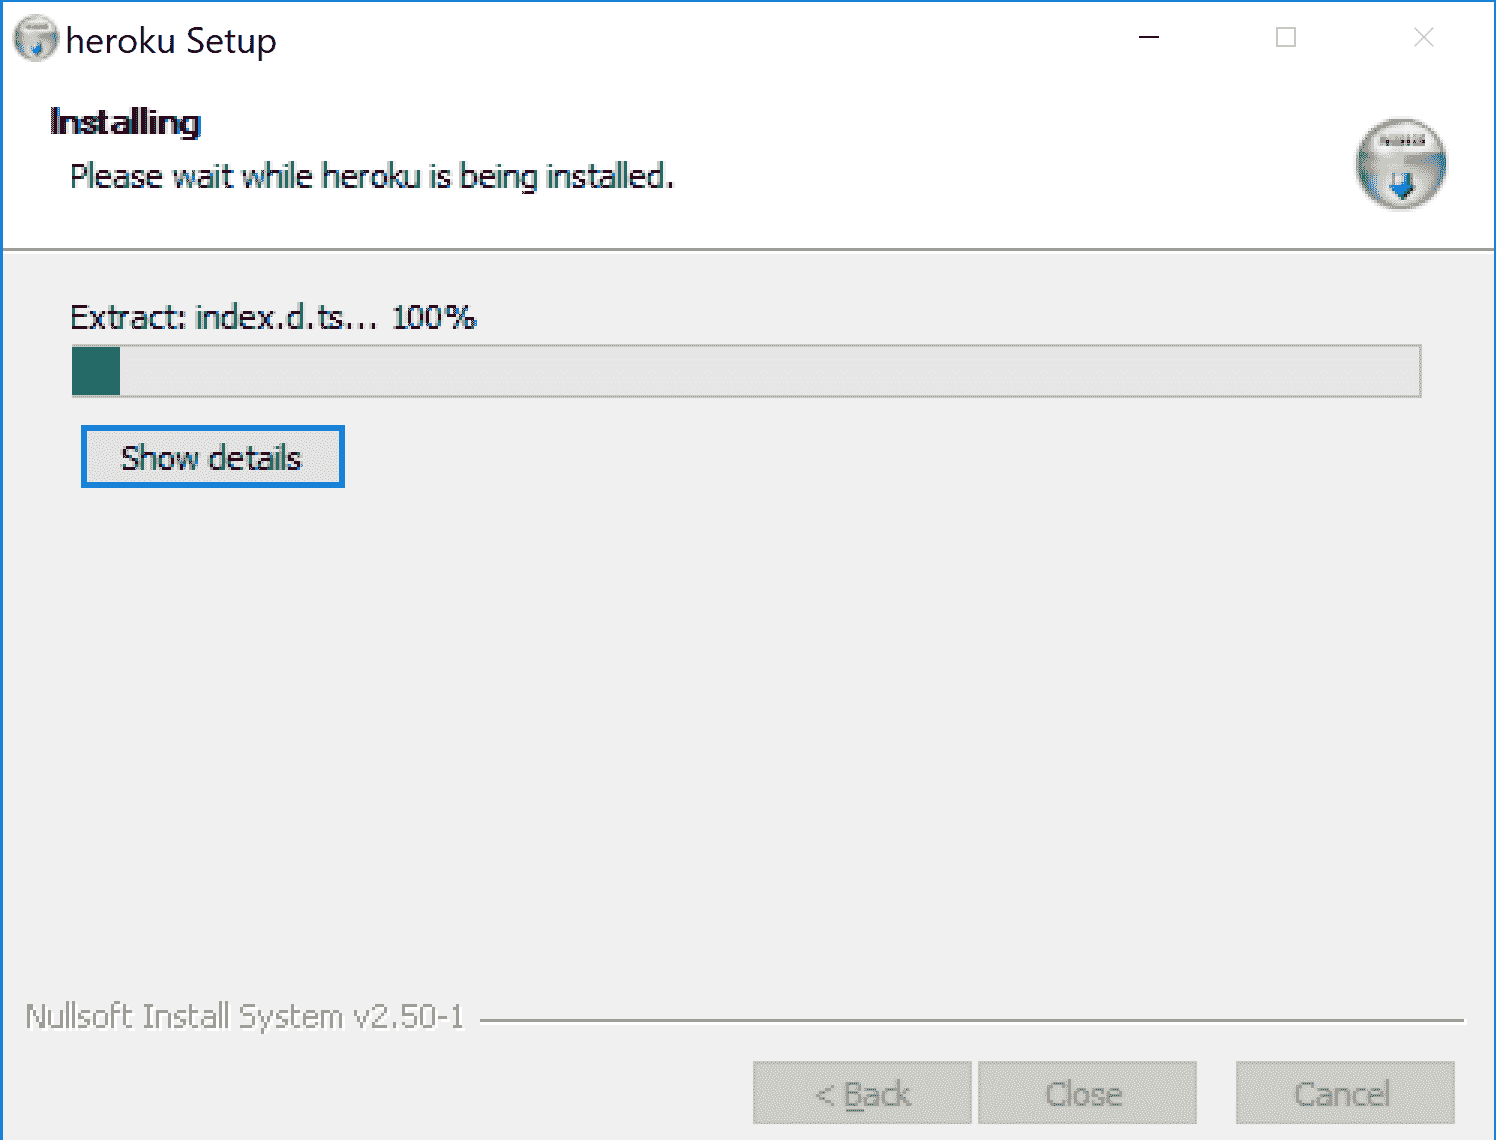 heroku Setup
Installing
Please wait while heroku is being installed.
Extract: index.d.ts... 100%
Show details
Nullsoft Install System v2.50-1
< Back
Close
Cancel